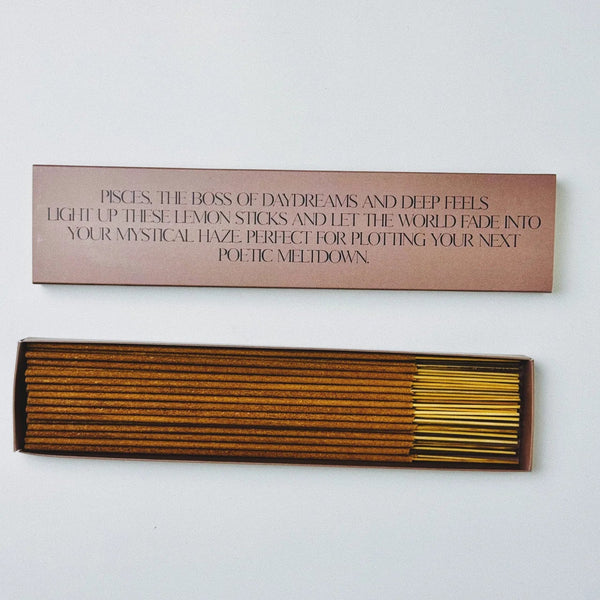 PISCES, THE BOSS OF DAYDREAMS AND DEEP FEELS
LIGHT UP THESE LEMON STICKS AND LET THE WORLD FADE INTO
YOUR MYSTICAL HAZE. PERFECT FOR PLOTTING YOUR NEXT
POETIC MELTDOWN.